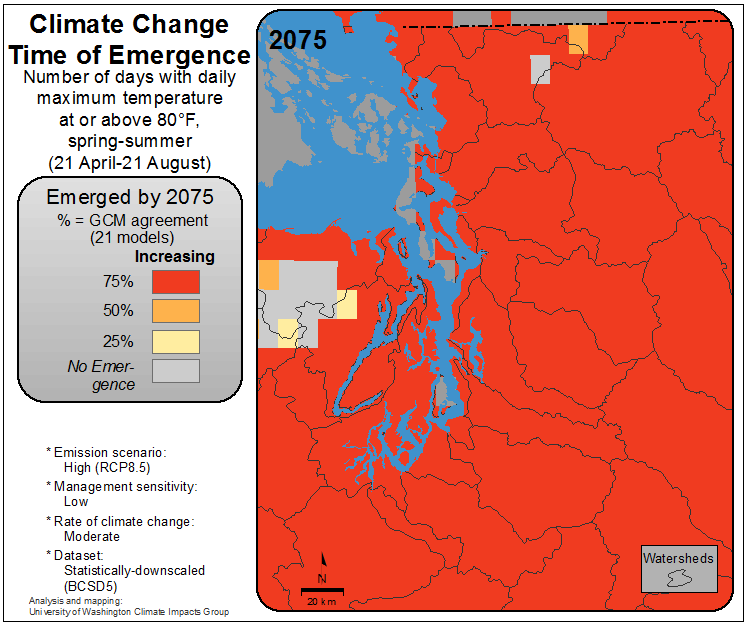 Climate Change
Time of Emergence
Number of days with daily
maximum temperature
at or above 80°F,
spring-summer
(21 April-21 August)
Emerged by 2075
% = GCM agreement
(21 models)
Increasing
75%
50%
25%
No Emer-
gence
* Emission scenario:
High (RCP8.5)
* Management sensitivity:
Low
* Rate of climate change:
Moderate
* Dataset:
Statistically-downscaled
(BCSD5)
Analysis and mapping:
University of Washington Climate Impacts Group
2075
N
20 km
Watersheds